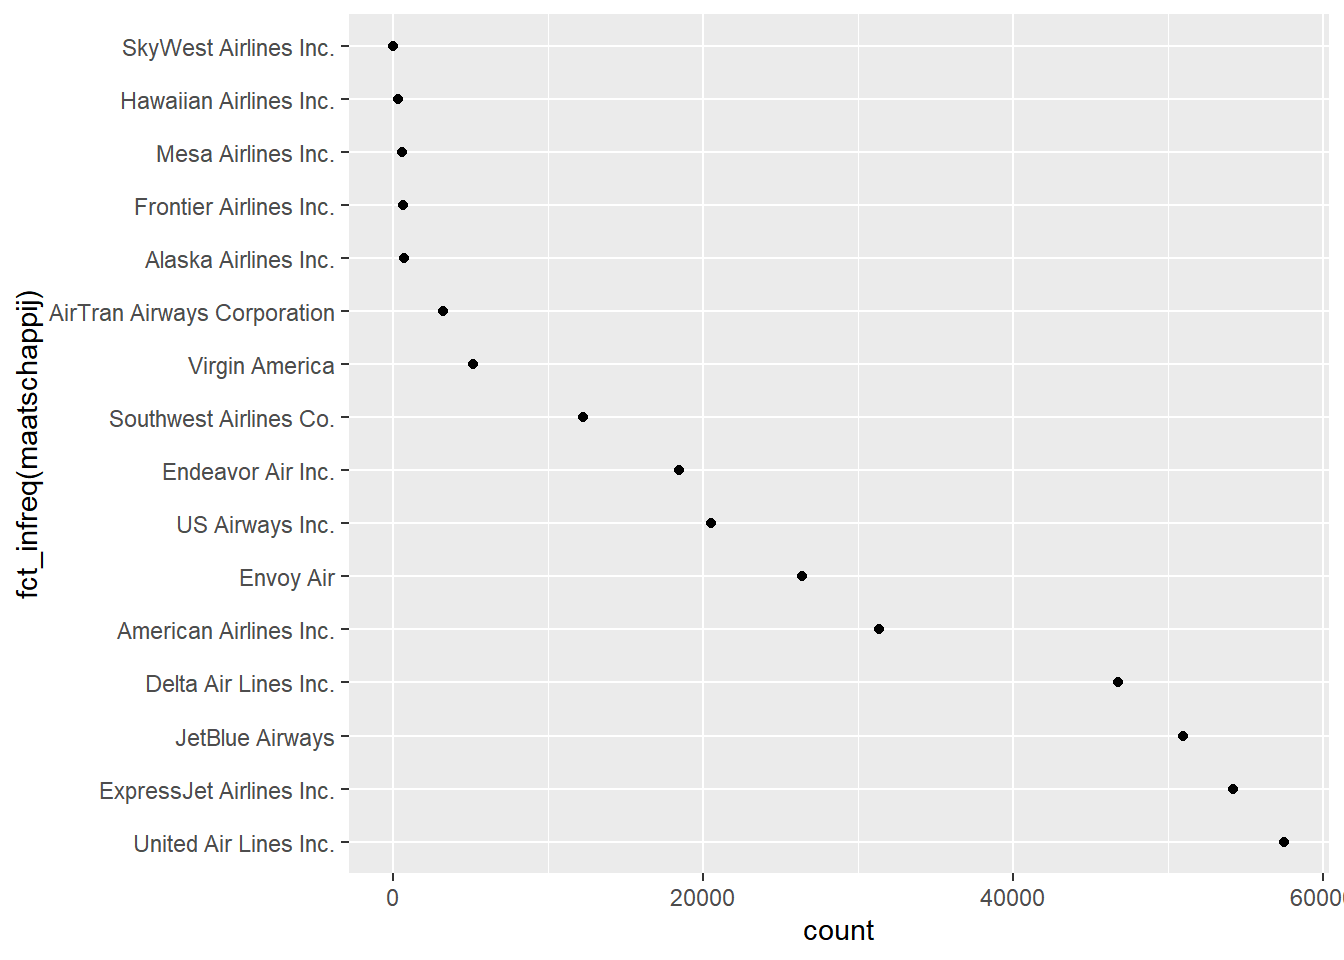 SkyWest Airlines Inc.
Hawaiian Airlines Inc.
Mesa Airlines Inc.
Frontier Airlines Inc.
Alaska Airlines Inc.
AirTran Airways Corporation
Virgin America
Southwest Airlines Co.
Endeavor Air Inc.
US Airways Inc.
Envoy Air
American Airlines Inc.
Delta Air Lines Inc.
JetBlue Airways
ExpressJet Airlines Inc.
United Air Lines Inc.
fct_infreq(maatschappij)
0 20000 40000 60000
count